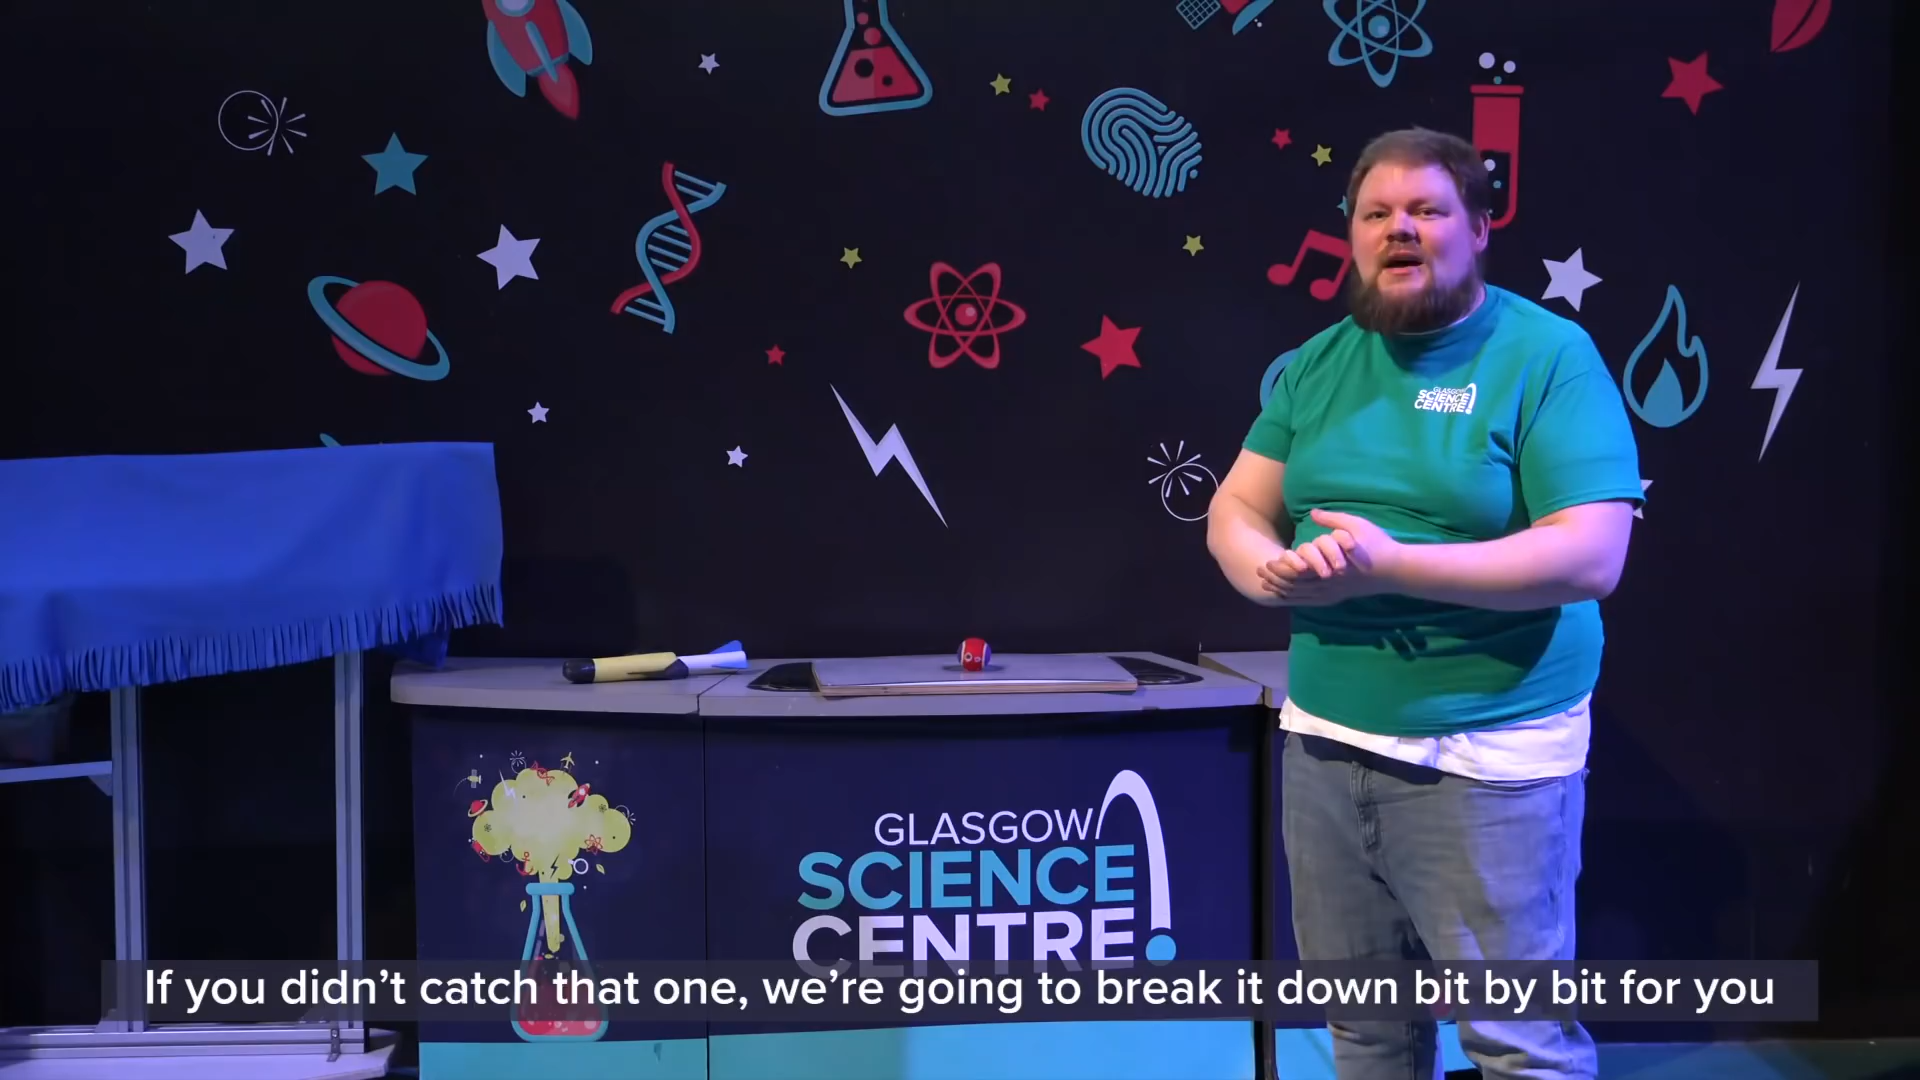 GLASGOW
SCIENCE
CENTRE
GLASGOW
SCIENCE
CENTRE
If you didn't catch that one, we're going to break it down bit by bit for you